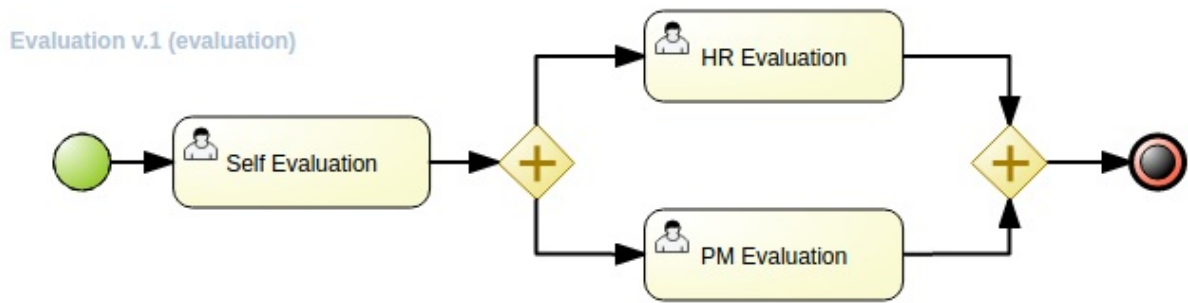 Evaluation v.1 (evaluation)
HR Evaluation
Self Evaluation
PM Evaluation